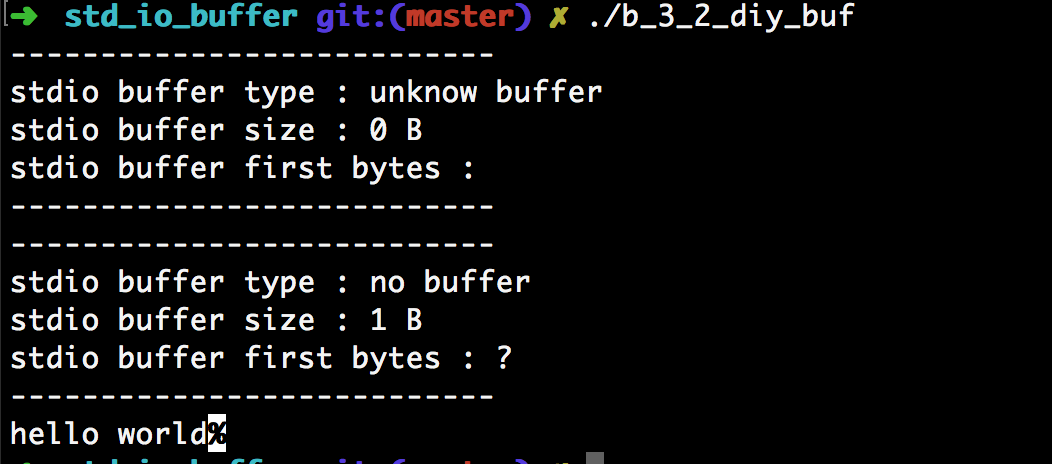 ➜ std_io_buffer git:(master) ✗ ./b_3_2_diy_buf
---------------------------
stdio buffer type : unknow buffer
stdio buffer size : 0 B
stdio buffer first bytes :
---------------------------
---------------------------
stdio buffer type : no buffer
stdio buffer size : 1 B
stdio buffer first bytes : ?
---------------------------
hello world%